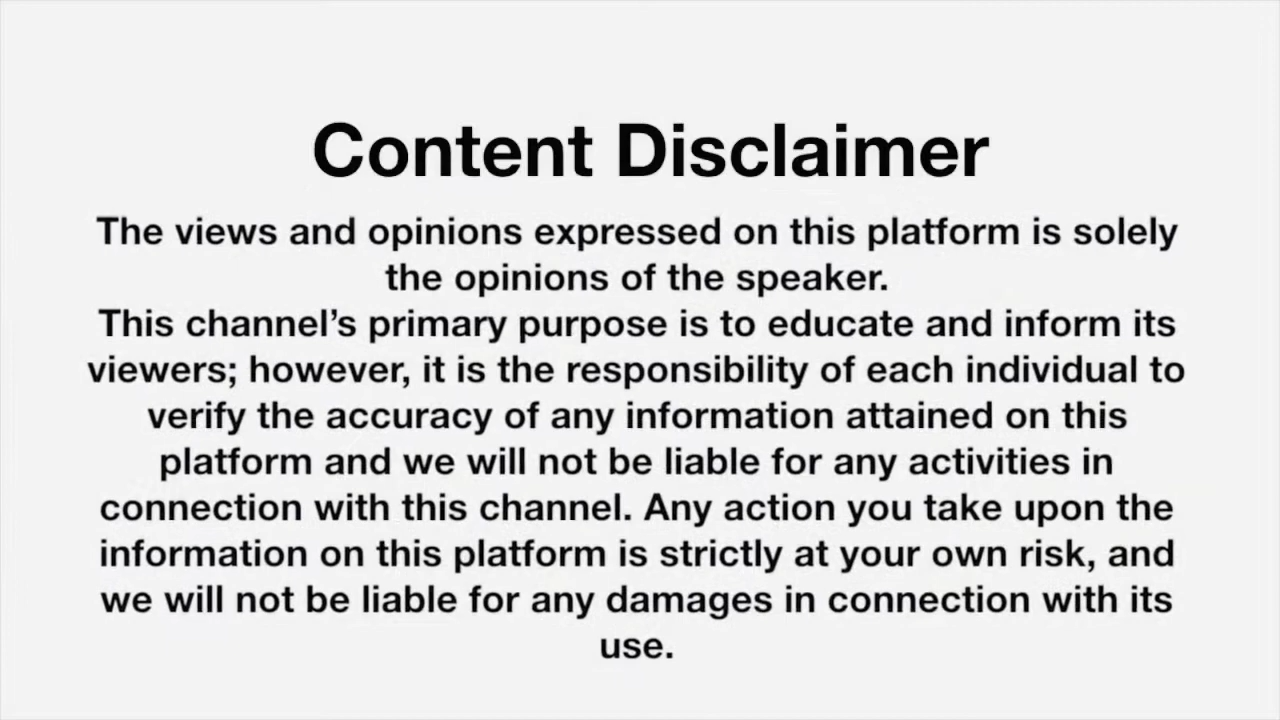 Content Disclaimer
The views and opinions expressed on this platform is solely
the opinions of the speaker.
This channel’s primary purpose is to educate and inform its
viewers; however, it is the responsibility of each individual to
verify the accuracy of any information attained on this
platform and we will not be liable for any activities in
connection with this channel. Any action you take upon the
information on this platform is strictly at your own risk, and
we will not be liable for any damages in connection with its
use.